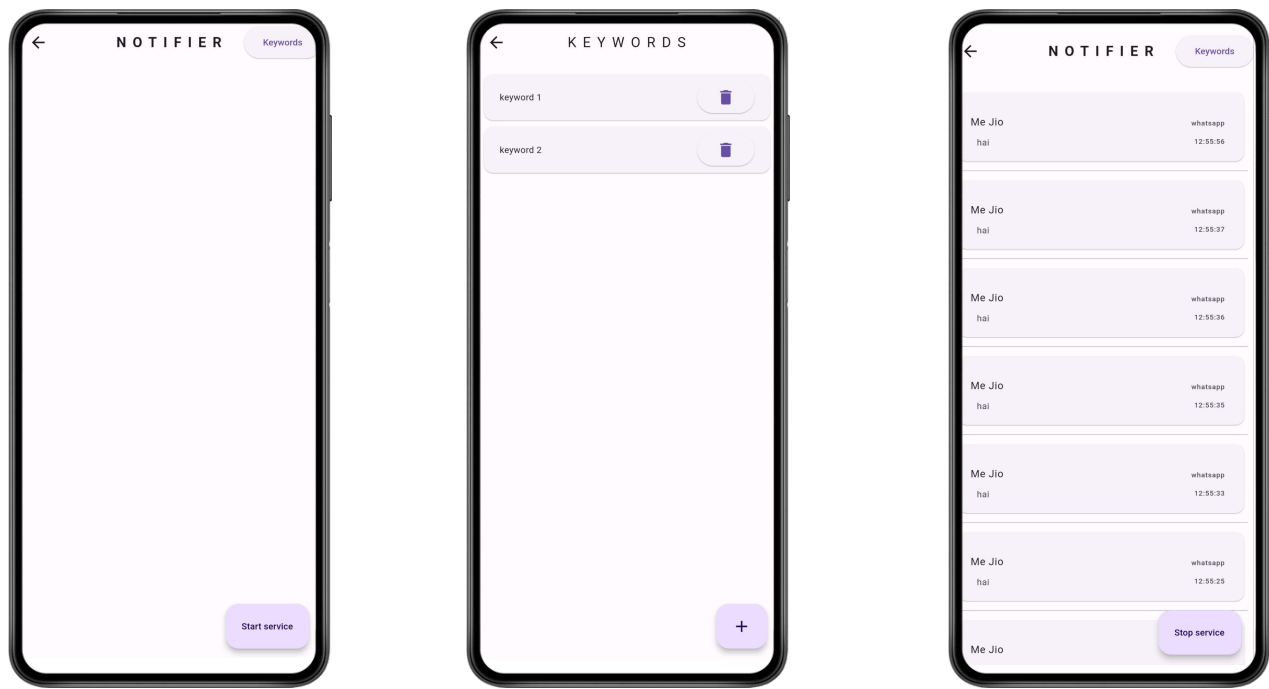 NOTIFIER
Keywords
Start service
KEYWORDS
keyword 1
keyword 2
+
NOTIFIER
Keywords
Me Jio
whatsapp
hai
12:55:56
Me Jio
whatsapp
hai
12:55:37
Me Jio
whatsapp
hai
12:55:36
Me Jio
whatsapp
hai
12:55:35
Me Jio
whatsapp
hai
12:55:33
Me Jio
whatsapp
hai
12:55:25
Me Jio
Stop service